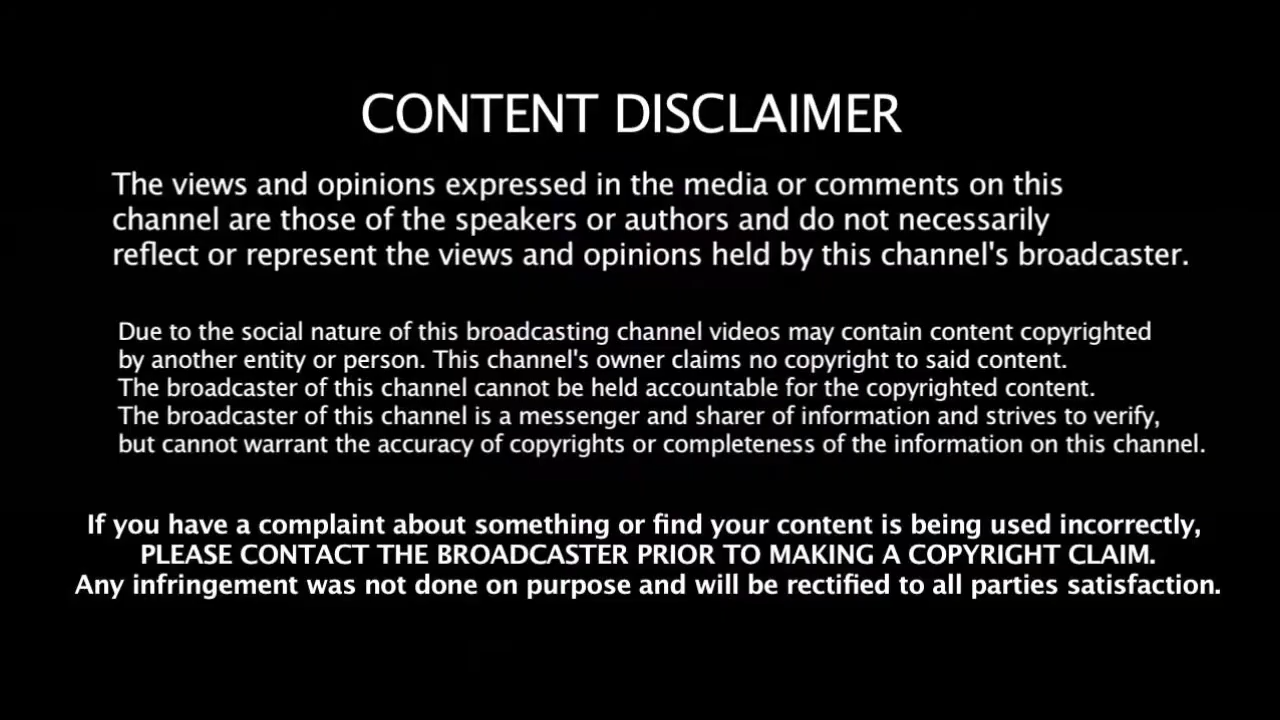 CONTENT DISCLAIMER
The views and opinions expressed in the media or comments on this
channel are those of the speakers or authors and do not necessarily
reflect or represent the views and opinions held by this channel's broadcaster.
Due to the social nature of this broadcasting channel videos may contain content copyrighted
by another entity or person. This channel's owner claims no copyright to said content.
The broadcaster of this channel cannot be held accountable for the copyrighted content.
The broadcaster of this channel is a messenger and sharer of information and strives to verify,
but cannot warrant the accuracy of copyrights or completeness of the information on this channel.
If you have a complaint about something or find your content is being used incorrectly,
PLEASE CONTACT THE BROADCASTER PRIOR TO MAKING A COPYRIGHT CLAIM.
Any infringement was not done on purpose and will be rectified to all parties satisfaction.